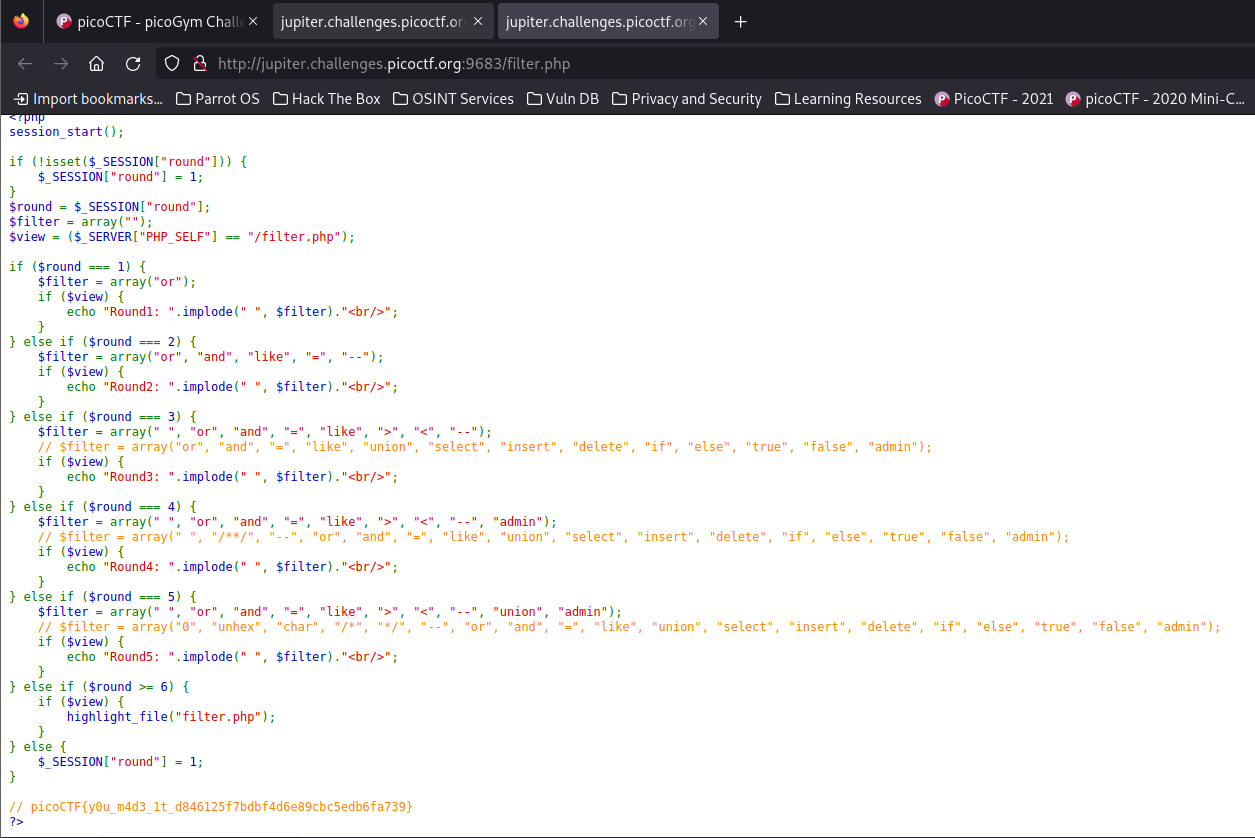 picoCTF - picoGym Challe
jupiter.challenges.picoctf.or
jupiter.challenges.picoctf.org
http://jupiter.challenges.picoctf.org:9683/filter.php
Import bookmarks... Parrot OS Hack The Box OSINT Services Vuln DB Privacy and Security Learning Resources PicoCTF - 2021 picoCTF - 2020 Mini-C...
<?php
session_start();
if (!isset($_SESSION["round"])) {
    $_SESSION["round"] = 1;
}
$round = $_SESSION["round"];
$filter = array("");
$view = ($_SERVER["PHP_SELF"] == "/filter.php");
if ($round === 1) {
    $filter = array("or");
    if ($view) {
        echo "Round1: ".implode(" ", $filter)."<br/>";
    }
} else if ($round === 2) {
    $filter = array("or", "and", "like", "=", "--");
    if ($view) {
        echo "Round2: ".implode(" ", $filter)."<br/>";
    }
} else if ($round === 3) {
    $filter = array(" ", "or", "and", "=", "like", ">", "<", "--");
    // $filter = array("or", "and", "=", "like", "union", "select", "insert", "delete", "if", "else", "true", "false", "admin");
    if ($view) {
        echo "Round3: ".implode(" ", $filter)."<br/>";
    }
} else if ($round === 4) {
    $filter = array(" ", "or", "and", "=", "like", ">", "<", "--", "admin");
    // $filter = array(" ", "/**/", "--", "or", "and", "=", "like", "union", "select", "insert", "delete", "if", "else", "true", "false", "admin");
    if ($view) {
        echo "Round4: ".implode(" ", $filter)."<br/>";
    }
} else if ($round === 5) {
    $filter = array(" ", "or", "and", "=", "like", ">", "<", "--", "union", "admin");
    // $filter = array("0", "unhex", "char", "/*", "*/", "--", "or", "and", "=", "like", "union", "select", "insert", "delete", "if", "else", "true", "false", "admin");
    if ($view) {
        echo "Round5: ".implode(" ", $filter)."<br/>";
    }
} else if ($round >= 6) {
    if ($view) {
        highlight_file("filter.php");
    }
} else {
    $_SESSION["round"] = 1;
}
// picoCTF{y0u_m4d3_1t_d846125f7bdbf4d6e89cbc5edb6fa739}
?>